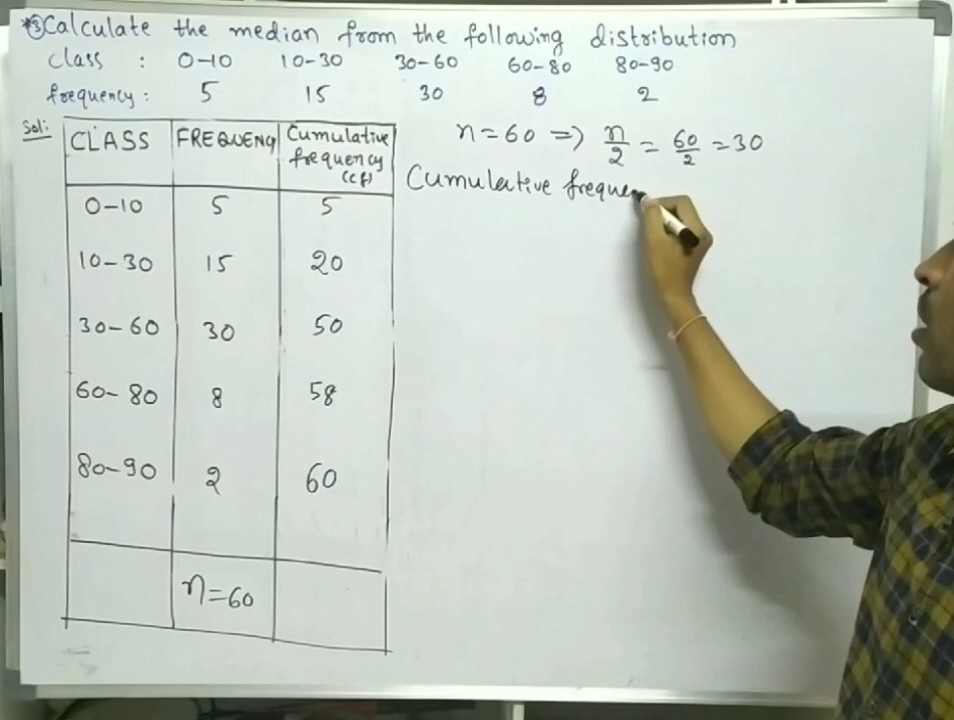 *③Calculate the median from the following distribution
class : 0-10 10-30 30-60 60-80 80-90
frequency: 5 15 30 8 2
Sol:
CLASS FREQUENCY Cumulative frequency (cf)
0-10 5 5
10-30 15 20
30-60 30 50
60-80 8 58
80-90 2 60
n=60
n=60 => n/2 = 60/2 = 30
Cumulative freque